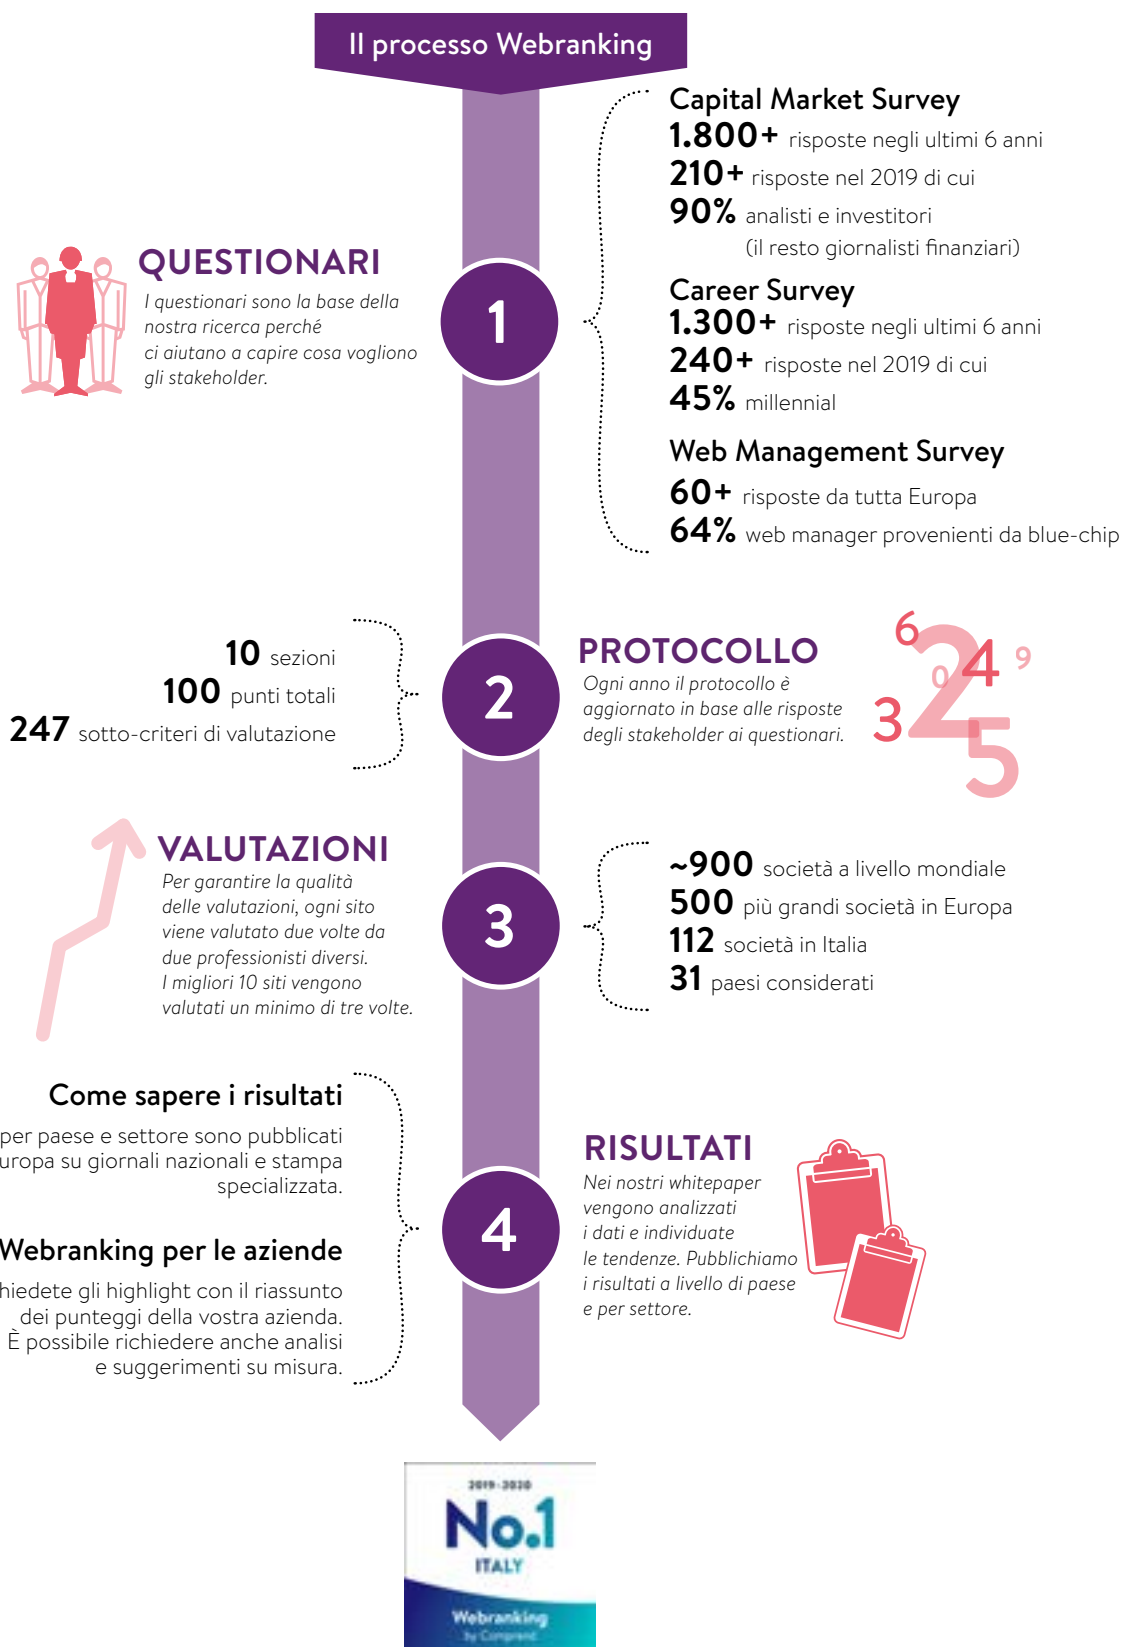 Il processo Webranking
QUESTIONARI
I questionari sono la base della
nostra ricerca perché
ci aiutano a capire cosa vogliono
gli stakeholder.
1
Capital Market Survey
1.800+ risposte negli ultimi 6 anni
210+ risposte nel 2019 di cui
90% analisti e investitori
(il resto giornalisti finanziari)
Career Survey
1.300+ risposte negli ultimi 6 anni
240+ risposte nel 2019 di cui
45% millennial
Web Management Survey
60+ risposte da tutta Europa
64% web manager provenienti da blue-chip
10 sezioni
100 punti totali
247 sotto-criteri di valutazione
2
PROTOCOLLO
Ogni anno il protocollo è
aggiornato in base alle risposte
degli stakeholder ai questionari.
6
2
0
4
9
3
5
VALUTAZIONI
Per garantire la qualità
delle valutazioni, ogni sito
viene valutato due volte da
due professionisti diversi.
I migliori 10 siti vengono
valutati un minimo di tre volte.
3
~900 società a livello mondiale
500 più grandi società in Europa
112 società in Italia
31 paesi considerati
Come sapere i risultati
per paese e settore sono pubblicati
su giornali nazionali e stampa
specializzata.
Webranking per le aziende
gli highlight con il riassunto
dei punteggi della vostra azienda.
È possibile richiedere anche analisi
e suggerimenti su misura.
4
RISULTATI
Nei nostri whitepaper
vengono analizzati
i dati e individuate
le tendenze. Pubblichiamo
i risultati a livello di paese
e per settore.
2019-2020
No.1
ITALY
Webranking
by Comprend